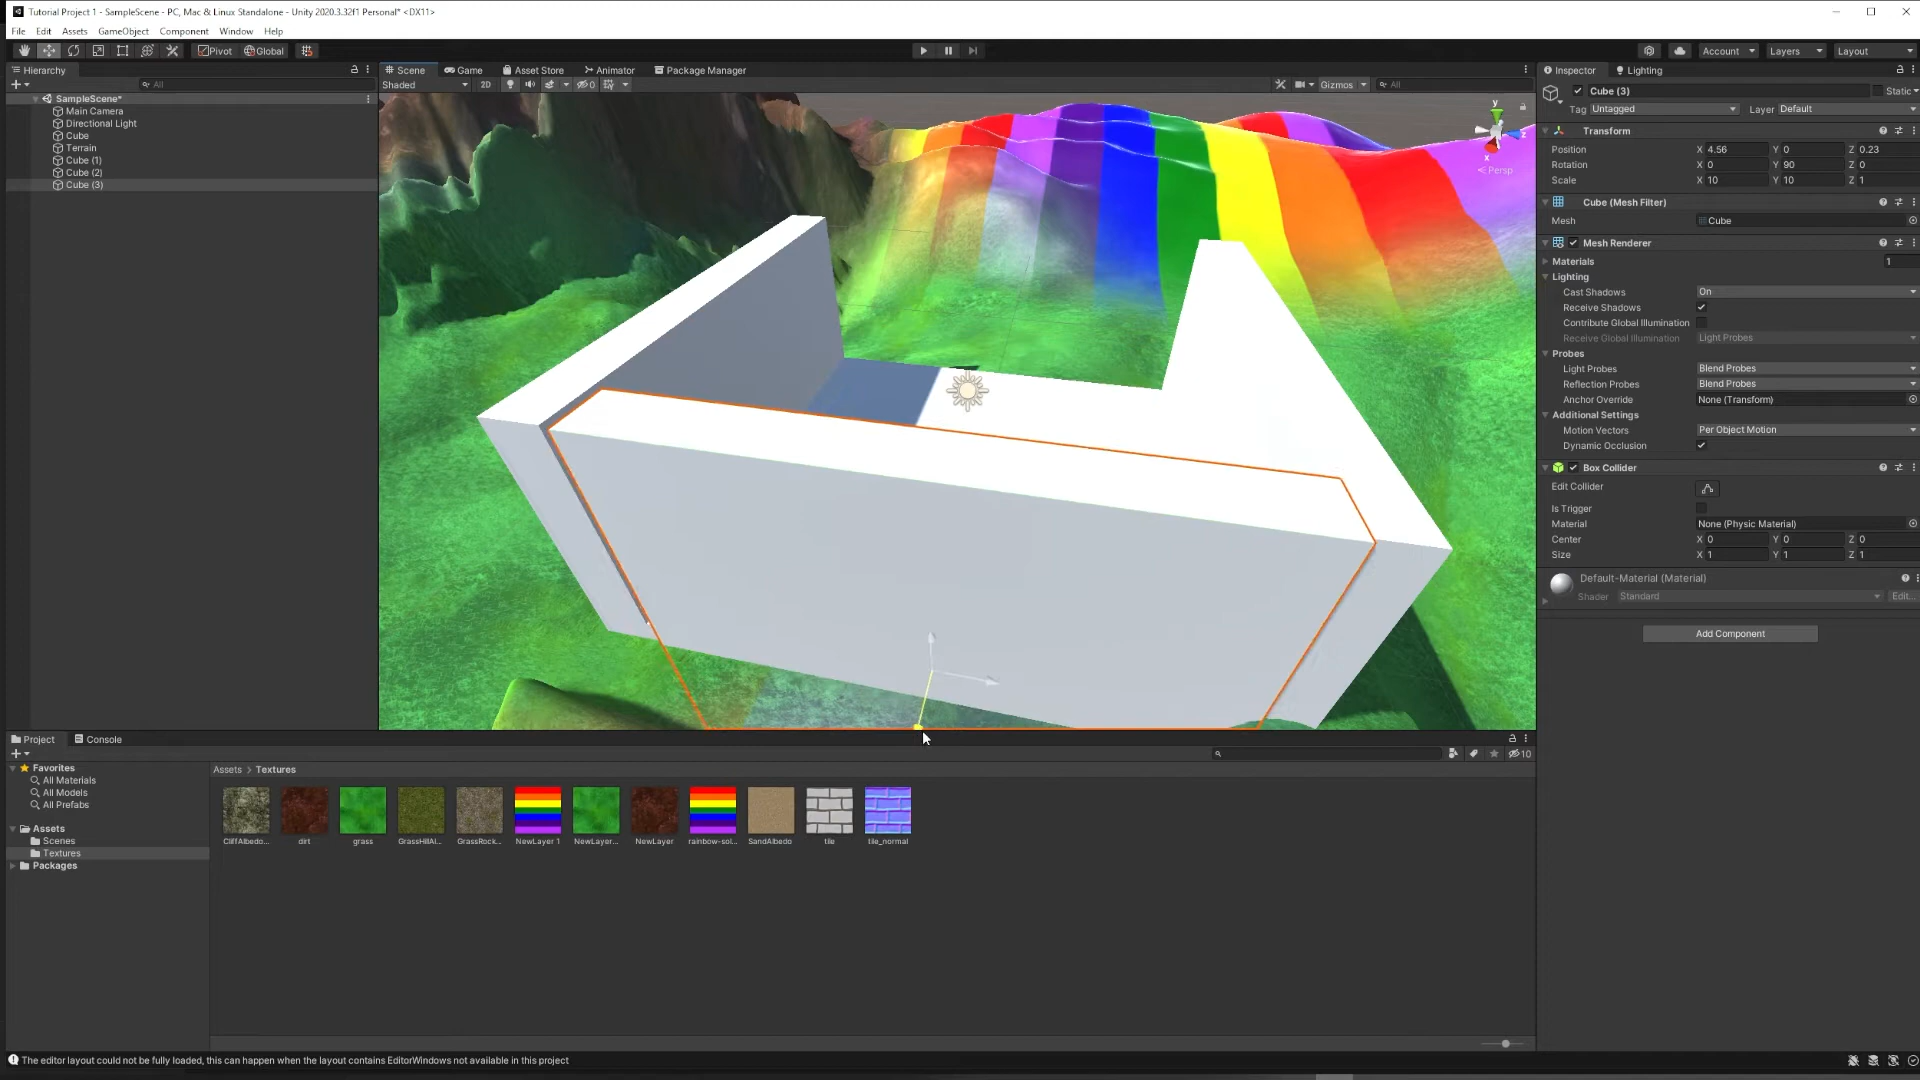 Tutorial Project 1 - SampleScene - PC, Mac & Linux Standalone - Unity 2020.3.32f1 Personal* <DX11>
File Edit Assets GameObject Component Window Help
Pivot Global Account Layers Layout
Hierarchy
All
SampleScene*
Main Camera
Directional Light
Cube
Terrain
Cube (1)
Cube (2)
Cube (3)
Scene Game Asset Store Animator Package Manager
Shaded 2D 0 Gizmos All
y
z
x
Persp
Inspector Lighting
Cube (3) Static
Tag Untagged Layer Default
Transform
Position X 4.56 Y 0 Z 0.23
Rotation X 0 Y 90 Z 0
Scale X 10 Y 10 Z 1
Cube (Mesh Filter)
Mesh Cube
Mesh Renderer
Materials 1
Lighting
Cast Shadows On
Receive Shadows
Contribute Global Illumination
Receive Global Illumination Light Probes
Probes
Light Probes Blend Probes
Reflection Probes Blend Probes
Anchor Override None (Transform)
Additional Settings
Motion Vectors Per Object Motion
Dynamic Occlusion
Box Collider
Edit Collider
Is Trigger
Material None (Physic Material)
Center X 0 Y 0 Z 0
Size X 1 Y 1 Z 1
Default-Material (Material)
Shader Standard Edit...
Add Component
Project Console
10
Favorites
All Materials
All Models
All Prefabs
Assets
Scenes
Textures
Packages
Assets > Textures
CliffAlbedo... dirt grass GrassHillAl... GrassRock... NewLayer 1 NewLayer... NewLayer rainbow-sol... SandAlbedo tile tile_normal
The editor layout could not be fully loaded, this can happen when the layout contains EditorWindows not available in this project